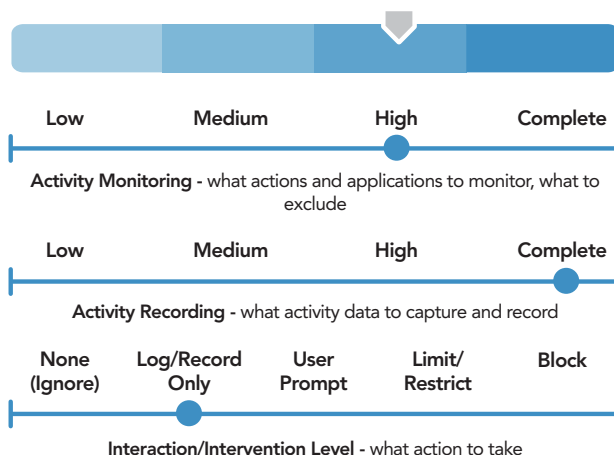 Low Medium High Complete
Activity Monitoring - what actions and applications to monitor, what to
exclude
Low Medium High Complete
Activity Recording - what activity data to capture and record
None Log/Record User Limit/ Block
(Ignore) Only Prompt Restrict
Interaction/Intervention Level - what action to take